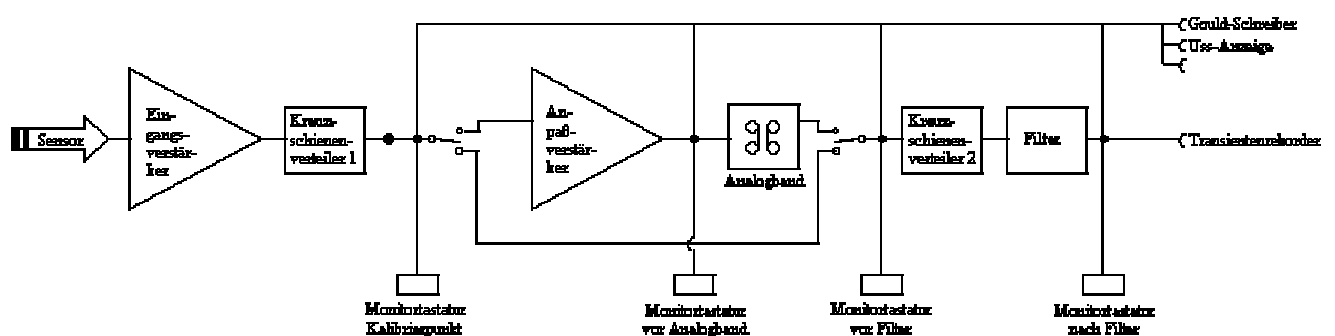 Gould-Schreiber
Uss-Anzeige
Sensor
Ein-
gangs-
verstär-
ker
Kreuz-
schienen-
verteiler 1
An-
paß-
verstär-
ker
Analogband
Kreuz-
schienen-
verteiler 2
Filter
Transientenrekorder
Monitortastatur
Kalibrierpunkt
Monitortastatur
vor Analogband
Monitortastatur
vor Filter
Monitortastatur
nach Filter